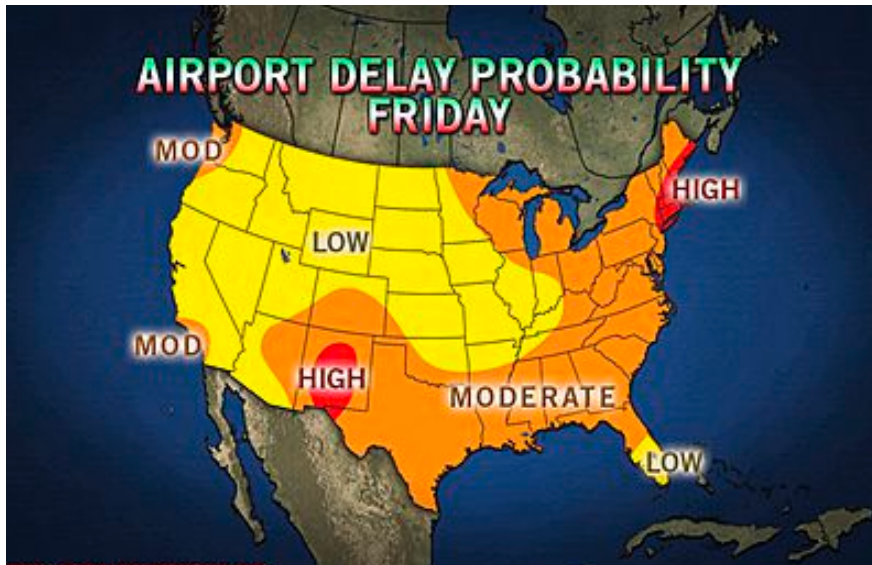 AIRPORT DELAY PROBABILITY
FRIDAY
MOD
HIGH
LOW
MOD
HIGH
MODERATE
LOW